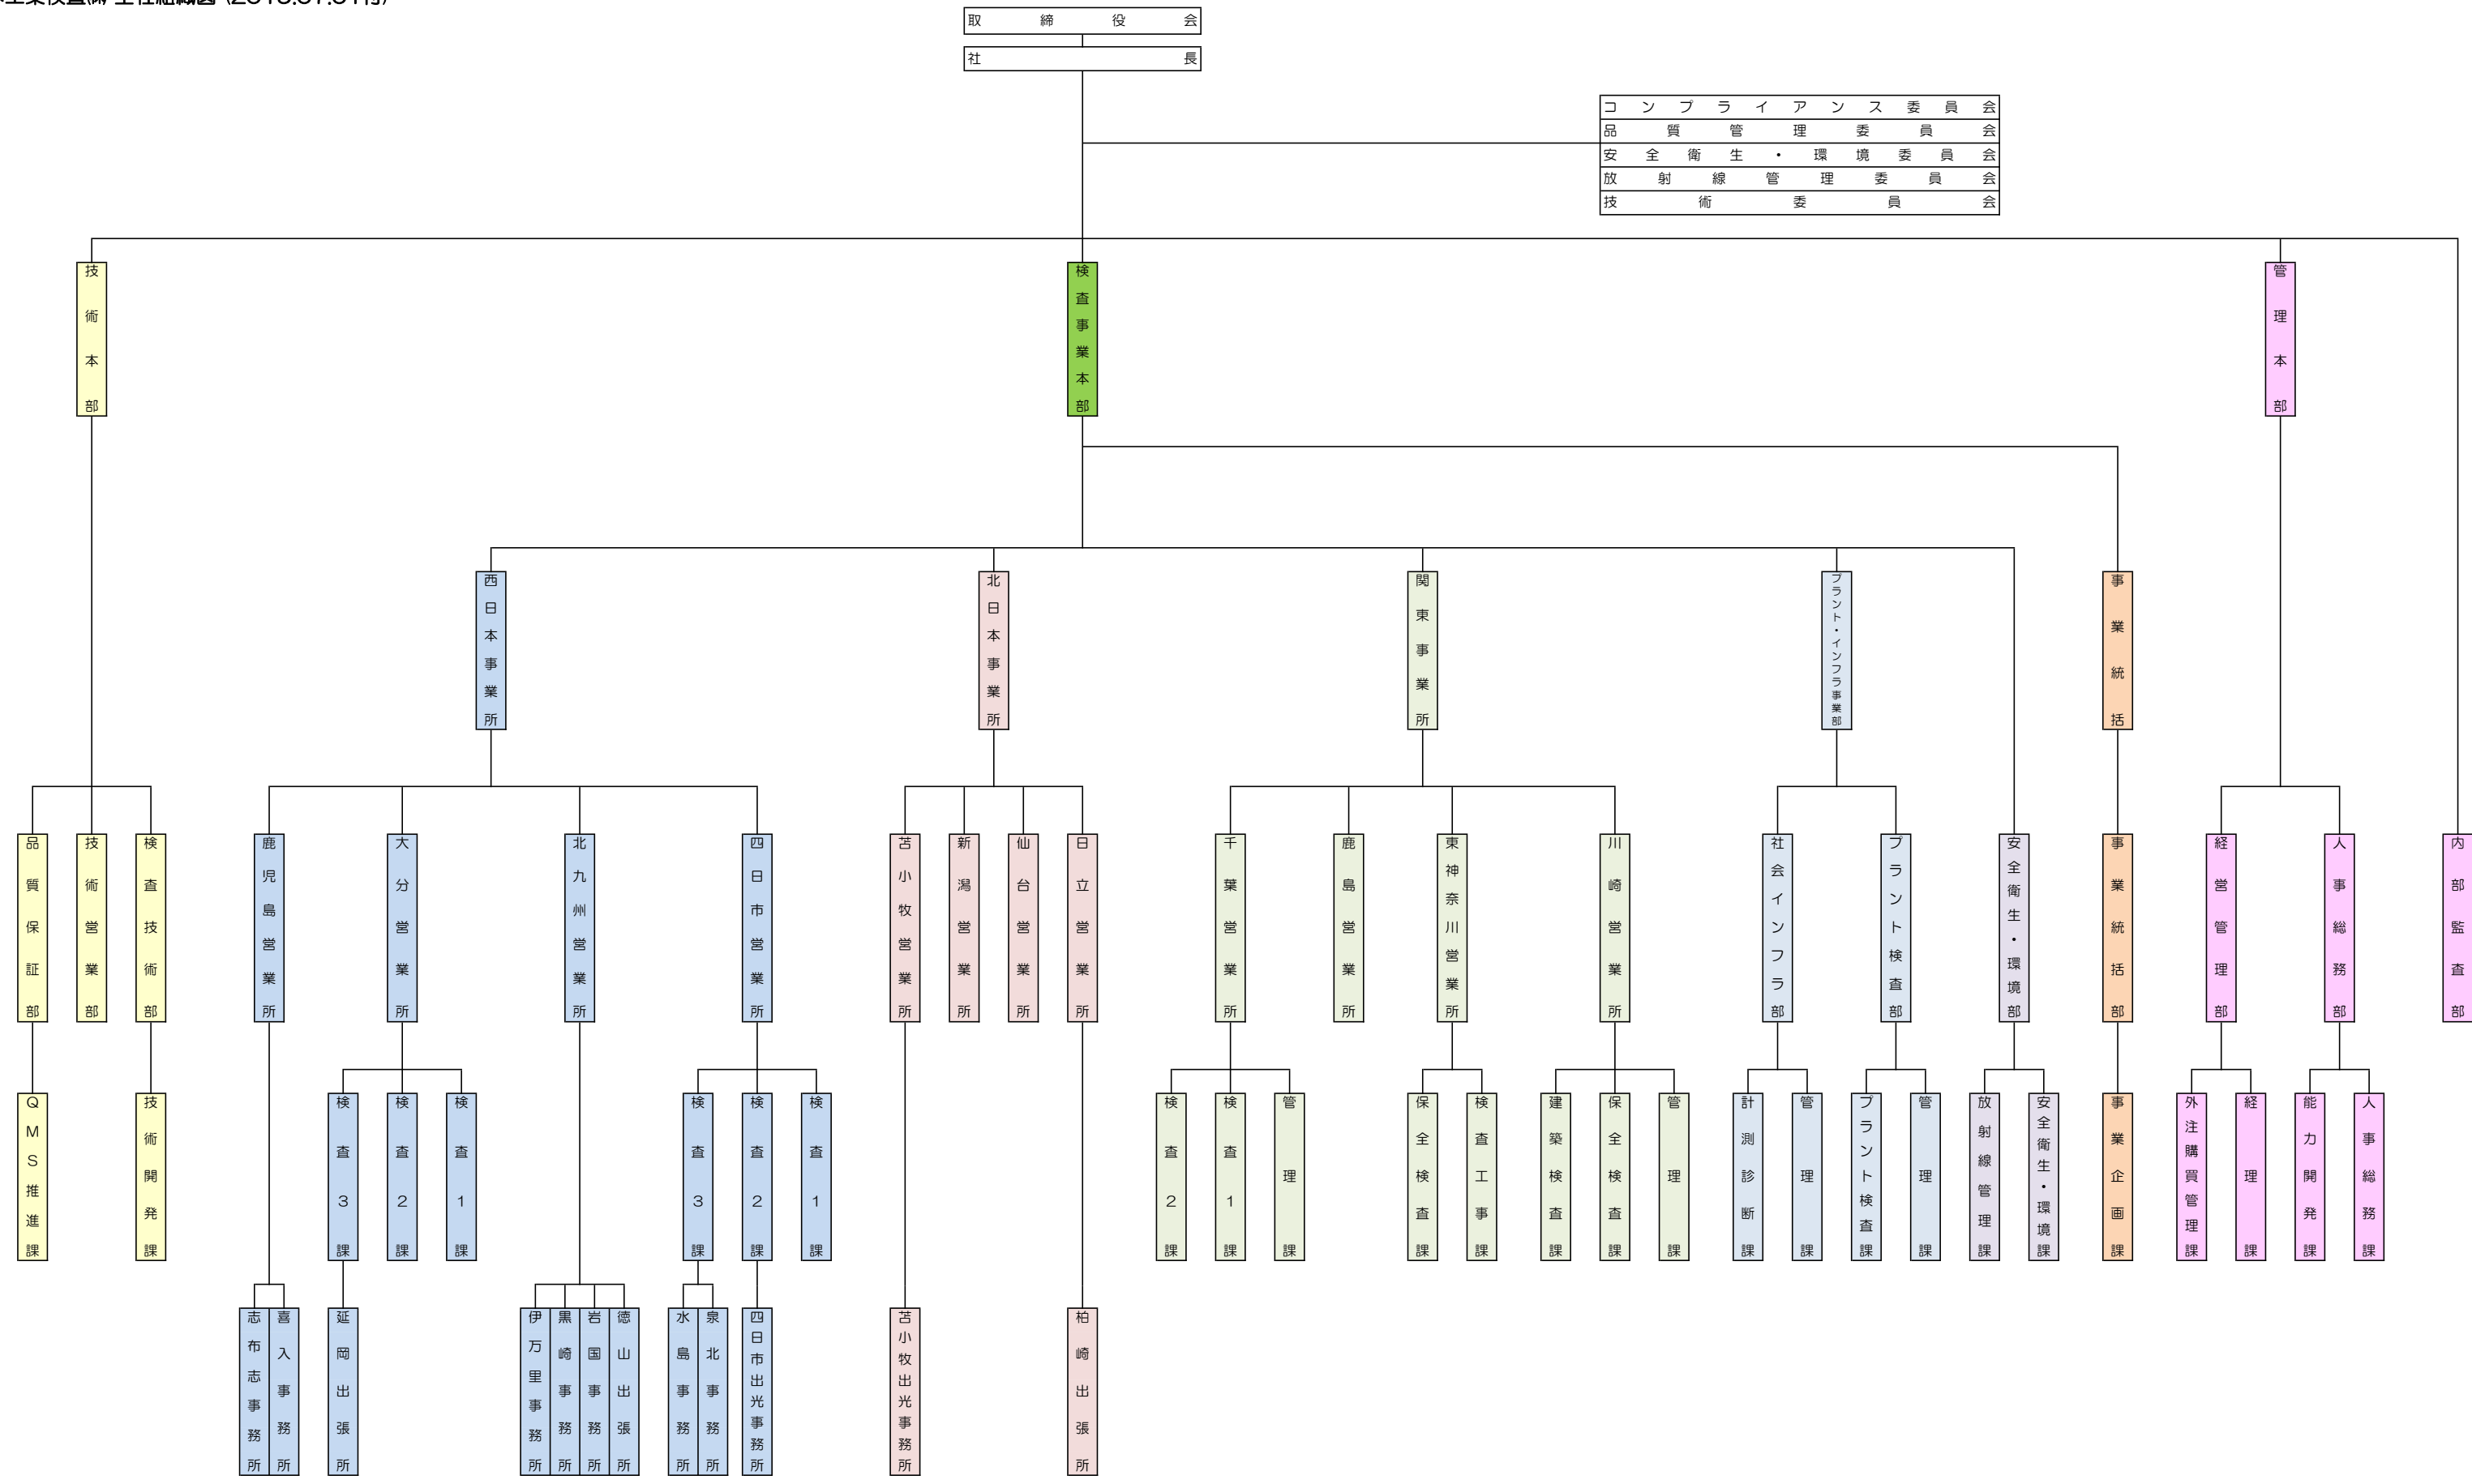 工業検査㈱ 全社組織図 (2018.07.01付)
取締役会
社長
コンプライアンス委員会
品質管理委員会
安全衛生・環境委員会
放射線管理委員会
技術委員会
技術本部
検査事業本部
管理本部
西日本事業所
北日本事業所
関東事業所
プラント・インフラ事業部
事業統括
品質保証部
技術営業部
検査技術部
鹿児島営業所
大分営業所
北九州営業所
四日市営業所
苫小牧営業所
新潟営業所
仙台営業所
日立営業所
千葉営業所
鹿島営業所
東神奈川営業所
川崎営業所
社会インフラ部
プラント検査部
安全衛生・環境部
事業統括部
経営管理部
人事総務部
内部監査部
QMS推進課
技術開発課
検査3課
検査2課
検査1課
検査3課
検査2課
検査1課
検査2課
検査1課
管理課
保全検査課
検査工事課
建築検査課
保全検査課
管理課
計測診断課
管理課
プラント検査課
管理課
放射線管理課
安全衛生・環境課
事業企画課
外注購買管理課
経理課
能力開発課
人事総務課
志布志事務所
喜入事務所
延岡出張所
伊万里事務所
黒崎事務所
岩国事務所
徳山出張所
水島事務所
泉北事務所
四日市出光事務所
苫小牧出光事務所
柏崎出張所